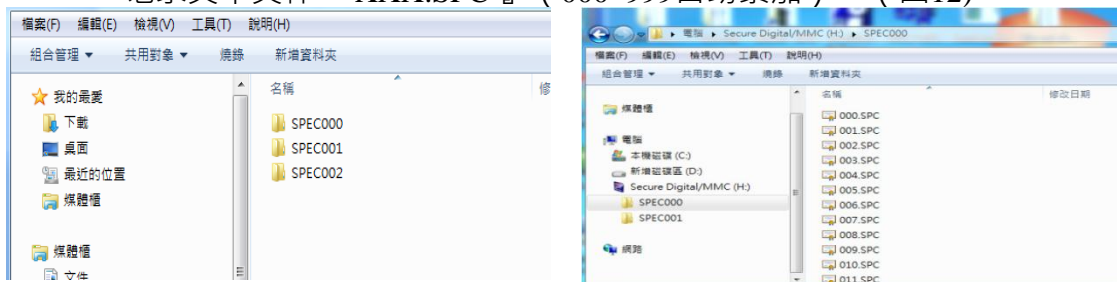 檔案(F) 編輯(E) 檢視(V) 工具(T) 說明(H)
組合管理 ▼ 共用對象 ▼ 燒錄 新增資料夾
我的最愛
下載
桌面
最近的位置
媒體櫃
媒體櫃
文件
名稱
修
SPEC000
SPEC001
SPEC002
電腦 ▸ Secure Digital/MMC (H:) ▸ SPEC000
檔案(F) 編輯(E) 檢視(V) 工具(T) 說明(H)
組合管理 ▼ 共用對象 ▼ 燒錄 新增資料夾
媒體櫃
電腦
本機磁碟 (C:)
新增磁碟區 (D:)
Secure Digital/MMC (H:)
SPEC000
SPEC001
網路
名稱
修改日期
000.SPC
001.SPC
002.SPC
003.SPC
004.SPC
005.SPC
006.SPC
007.SPC
008.SPC
009.SPC
010.SPC
011.SPC